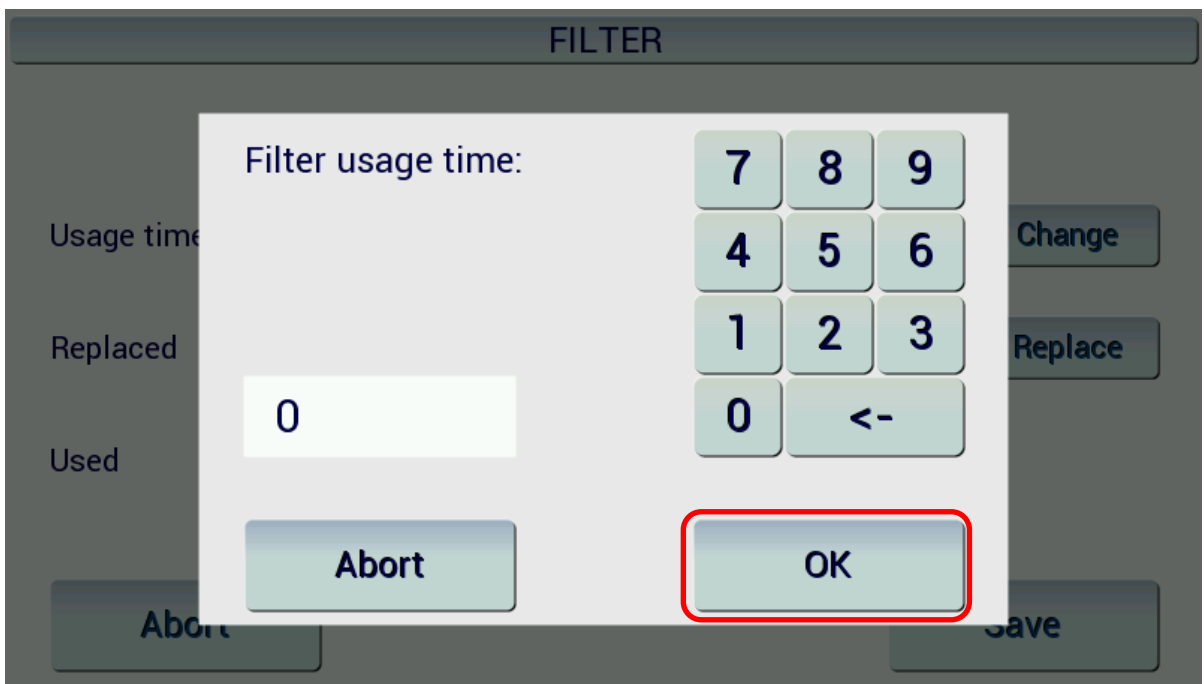 FILTER
Filter usage time:
7 8 9
Usage time
4 5 6
Change
1 2 3
Replaced
Replace
0
0 <-
Used
Abort
OK
Abort
Save